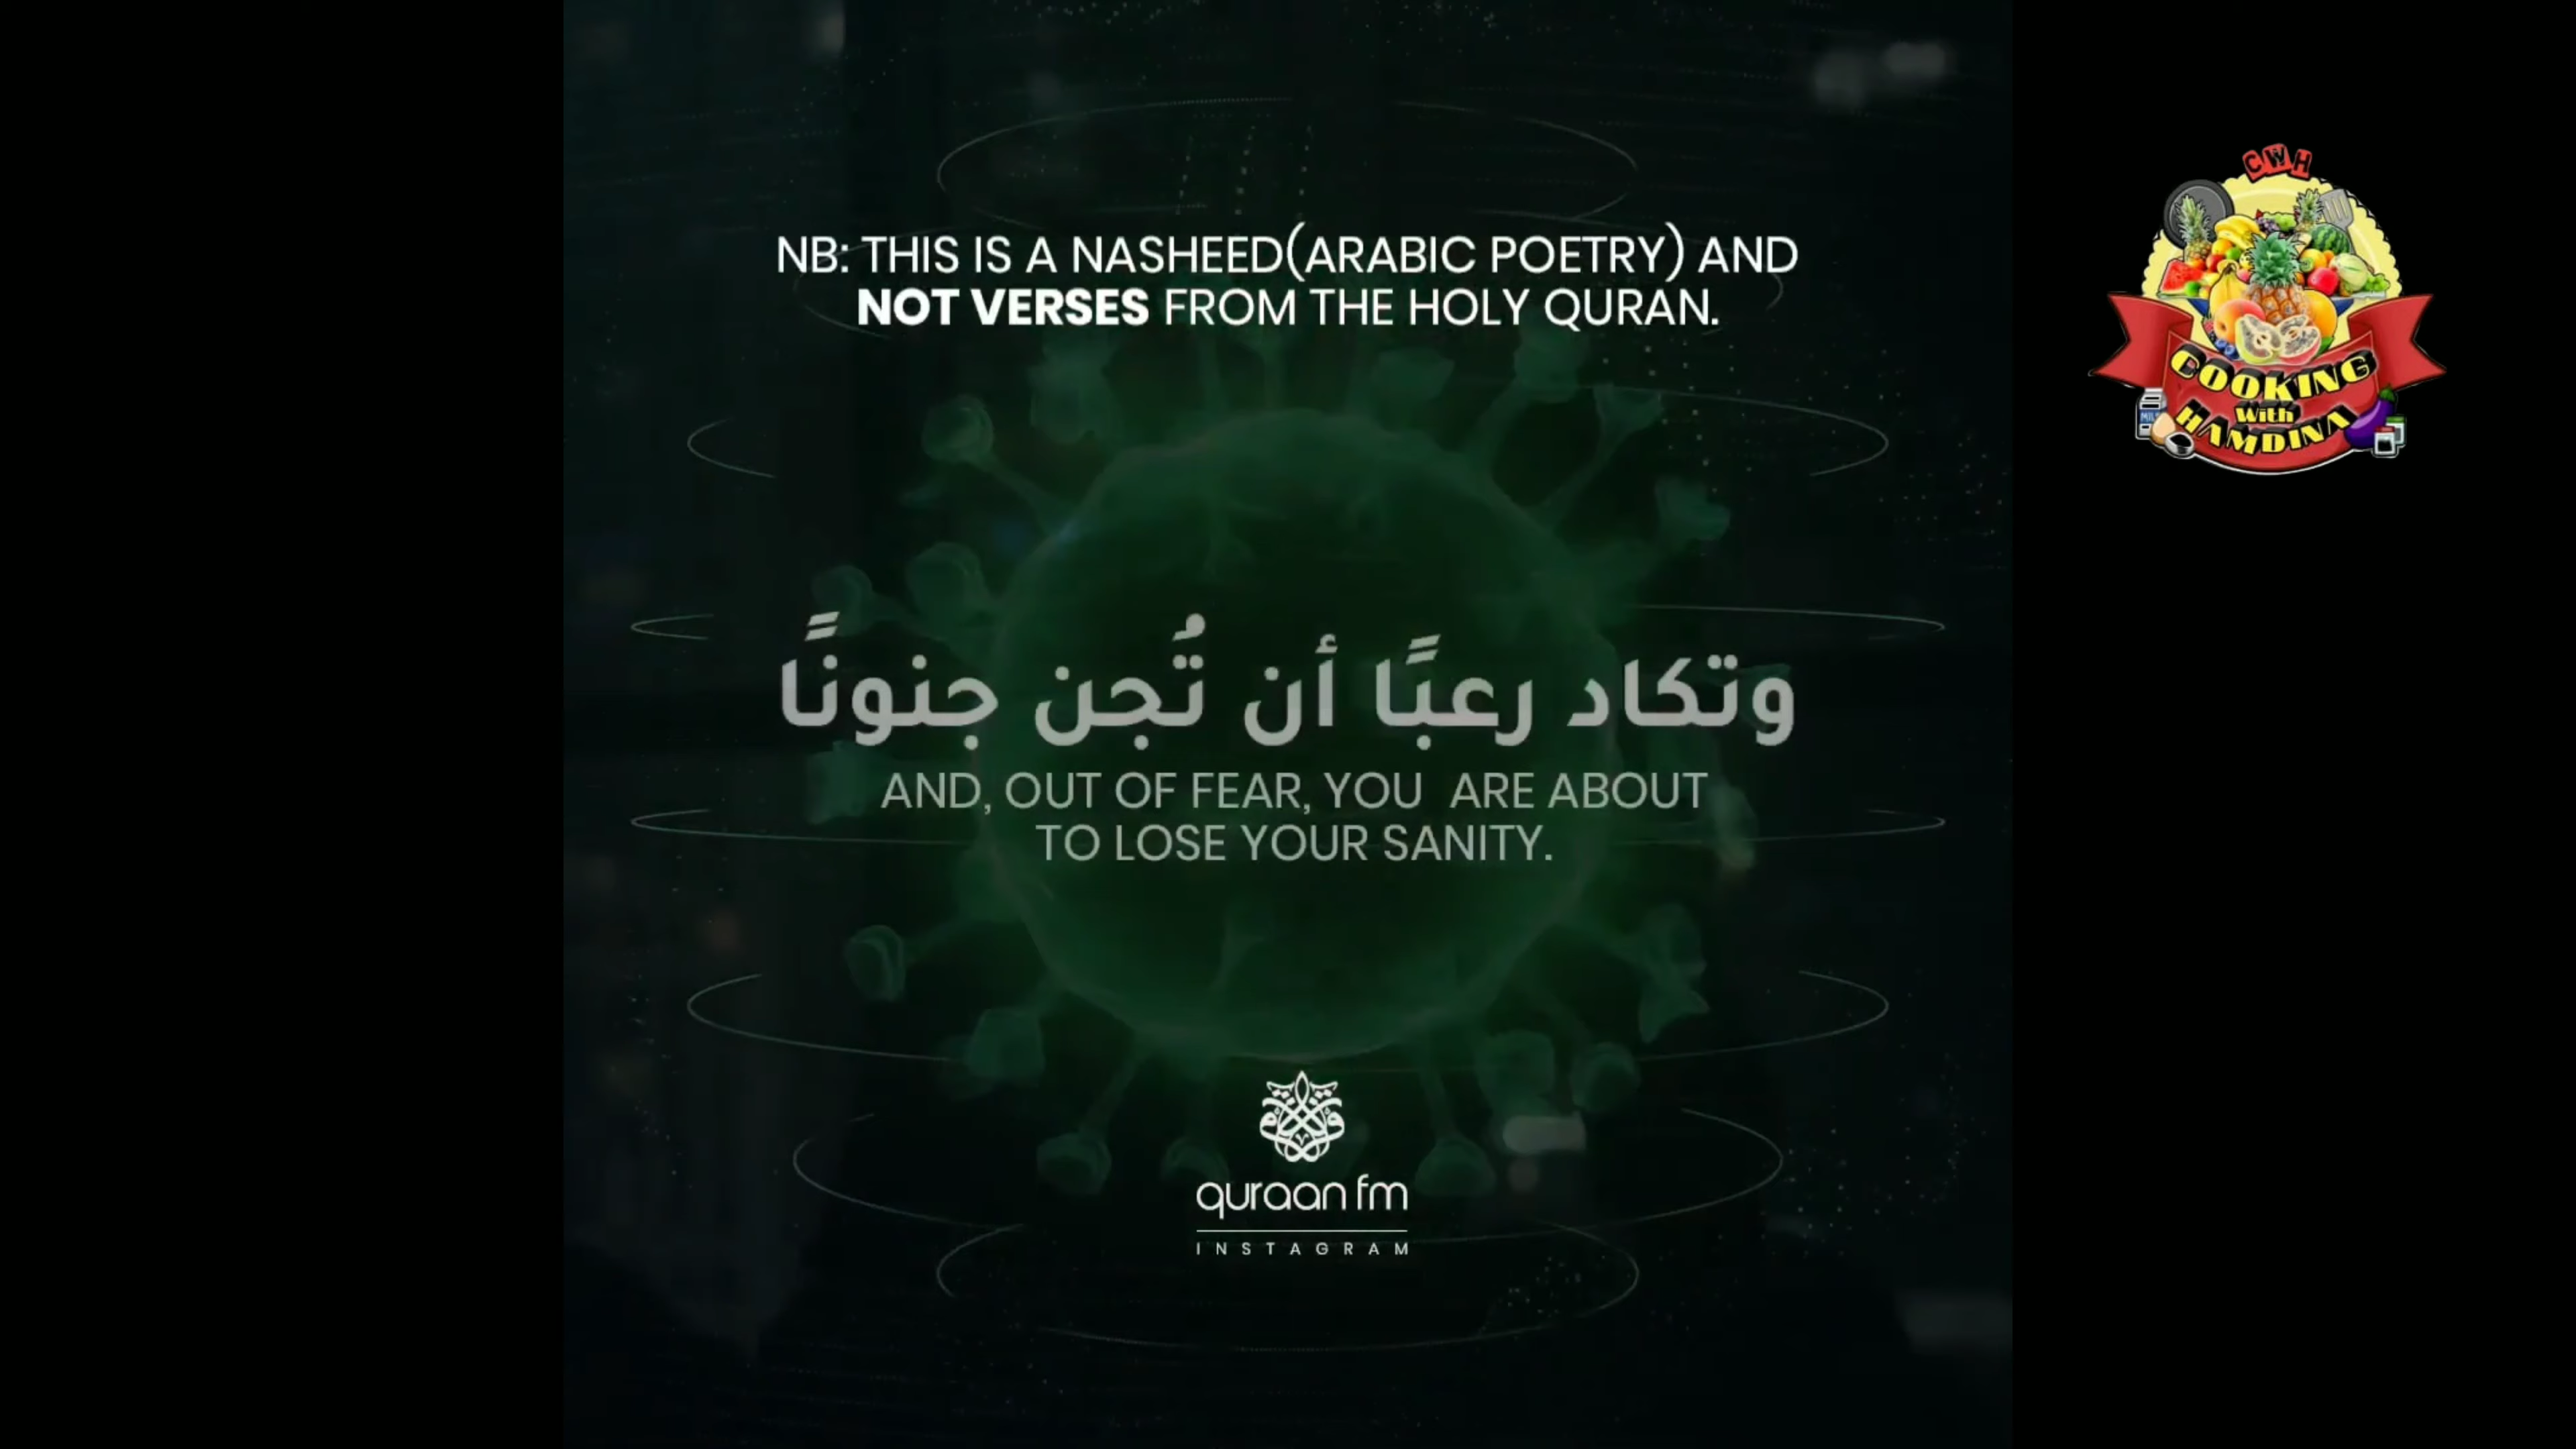 NB: THIS IS A NASHEED(ARABIC POETRY) AND
NOT VERSES FROM THE HOLY QURAN.
CWH
COOKING
With
HAMDINA
وتكاد رعبًا أن تُجن جنونًا
AND, OUT OF FEAR, YOU ARE ABOUT
TO LOSE YOUR SANITY.
quraan fm
INSTAGRAM